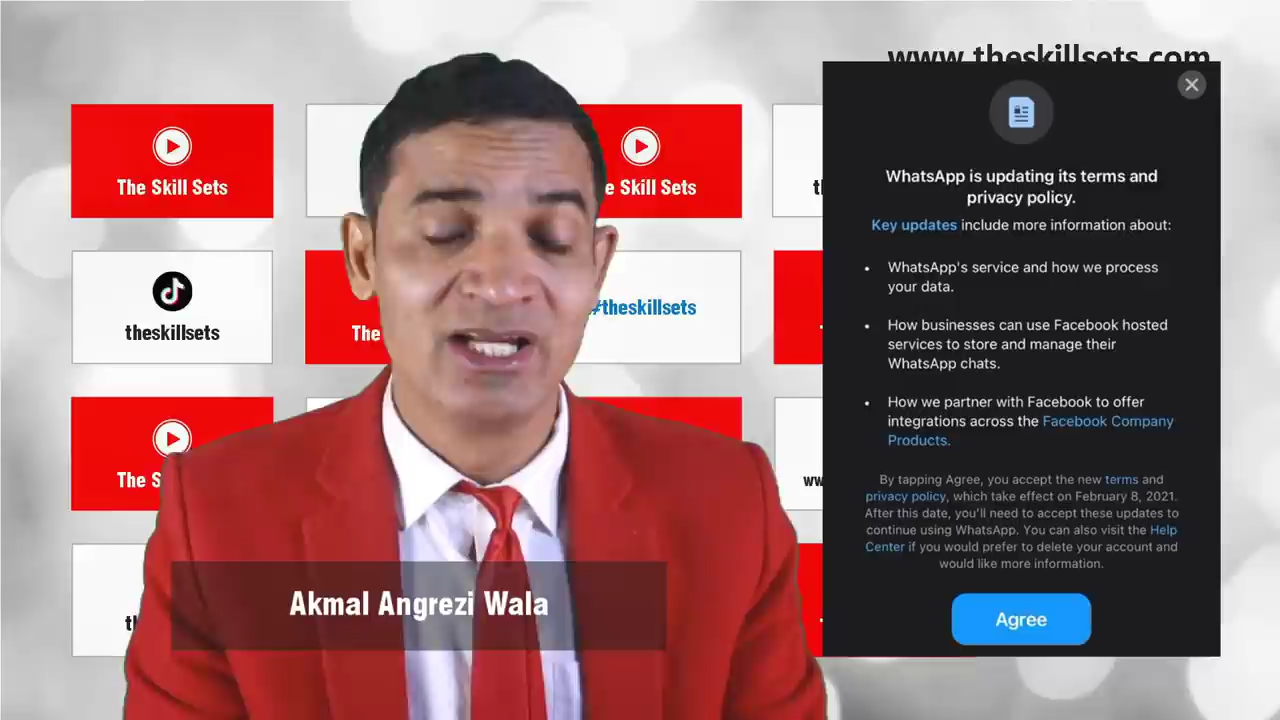 www.theskillsets.com
The Skill Sets
e Skill Sets
theskillsets
The
#theskillsets
The S
ww
th
Akmal Angrezi Wala
WhatsApp is updating its terms and
privacy policy.
Key updates include more information about:
• WhatsApp's service and how we process
your data.
• How businesses can use Facebook hosted
services to store and manage their
WhatsApp chats.
• How we partner with Facebook to offer
integrations across the Facebook Company
Products.
By tapping Agree, you accept the new terms and
privacy policy, which take effect on February 8, 2021.
After this date, you'll need to accept these updates to
continue using WhatsApp. You can also visit the Help
Center if you would prefer to delete your account and
would like more information.
Agree